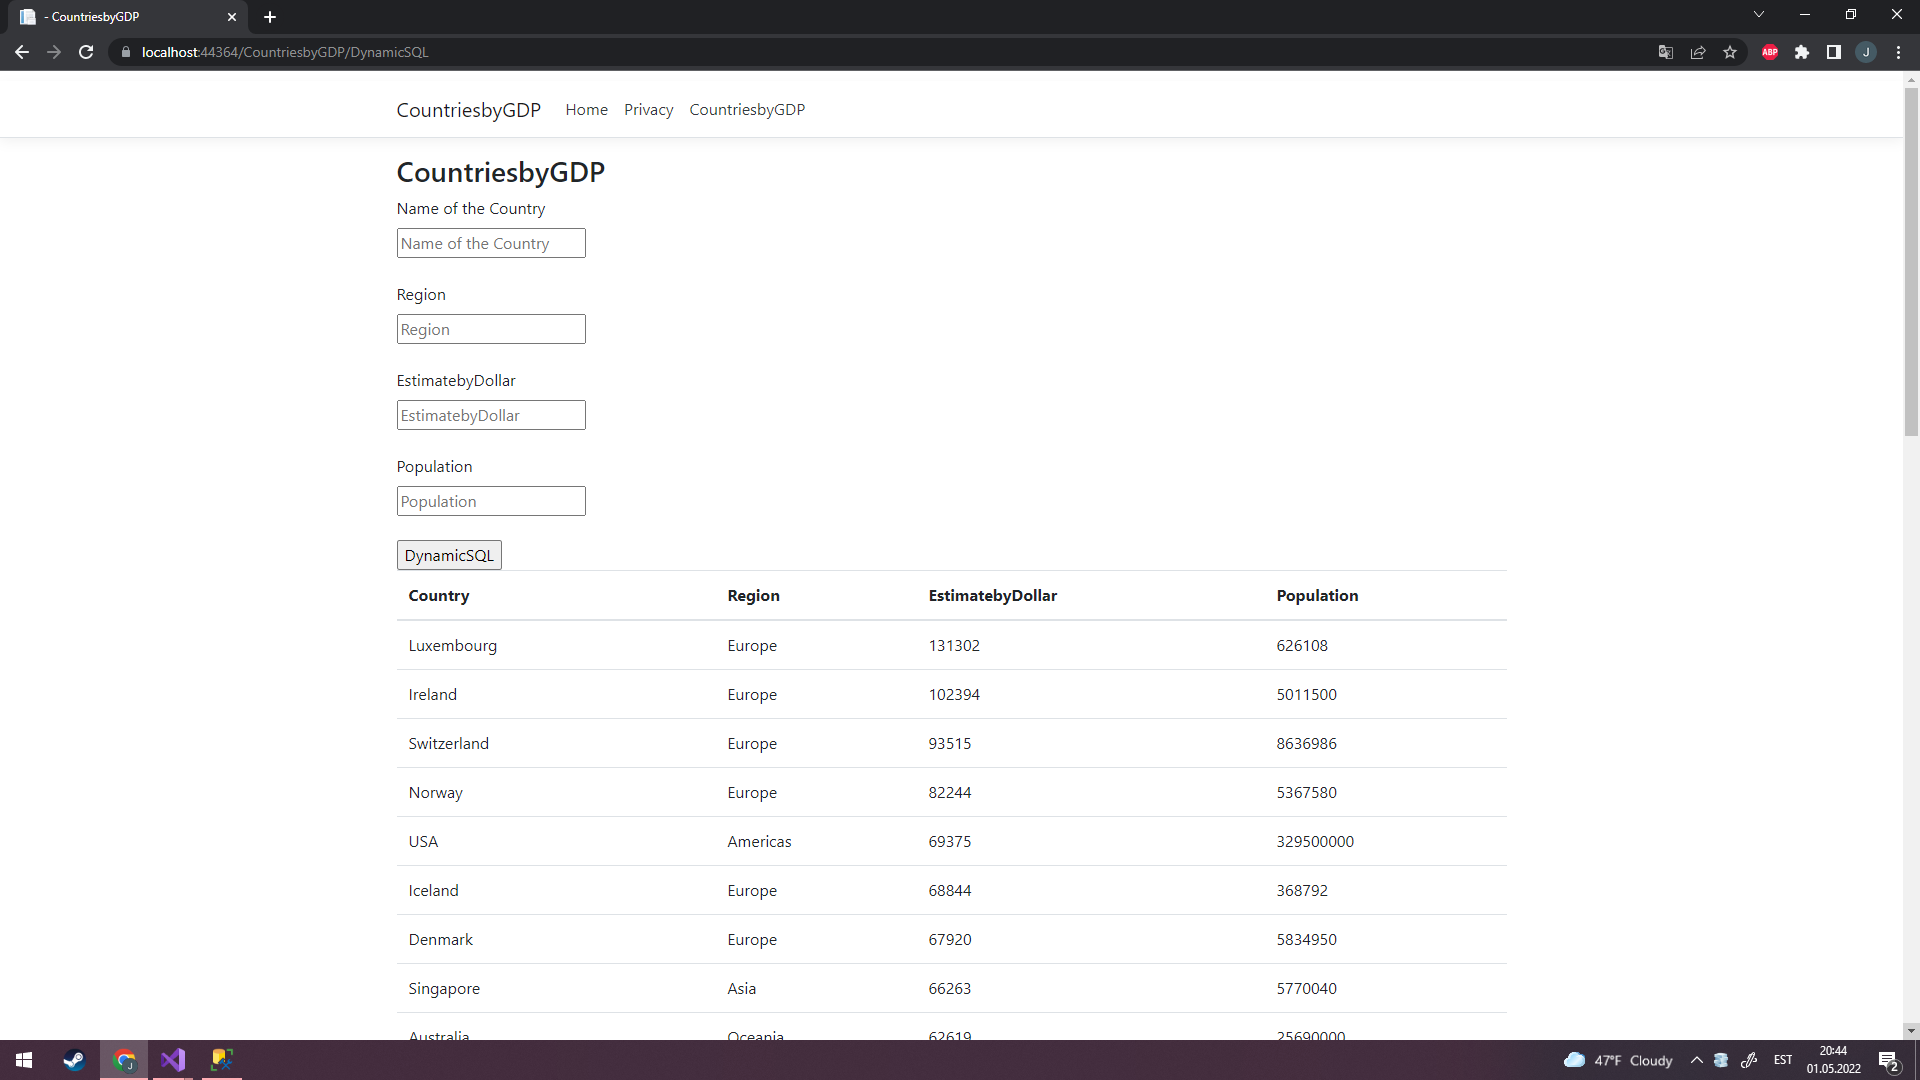 - CountriesbyGDP
localhost:44364/CountriesbyGDP/DynamicSQL
ABP
J
CountriesbyGDP Home Privacy CountriesbyGDP
CountriesbyGDP
Name of the Country
Name of the Country
Region
Region
EstimatebyDollar
EstimatebyDollar
Population
Population
DynamicSQL
Country Region EstimatebyDollar Population
Luxembourg Europe 131302 626108
Ireland Europe 102394 5011500
Switzerland Europe 93515 8636986
Norway Europe 82244 5367580
USA Americas 69375 329500000
Iceland Europe 68844 368792
Denmark Europe 67920 5834950
Singapore Asia 66263 5770040
Australia Oceania 62619 25690000
J
47°F Cloudy
EST
20:44
01.05.2022
2